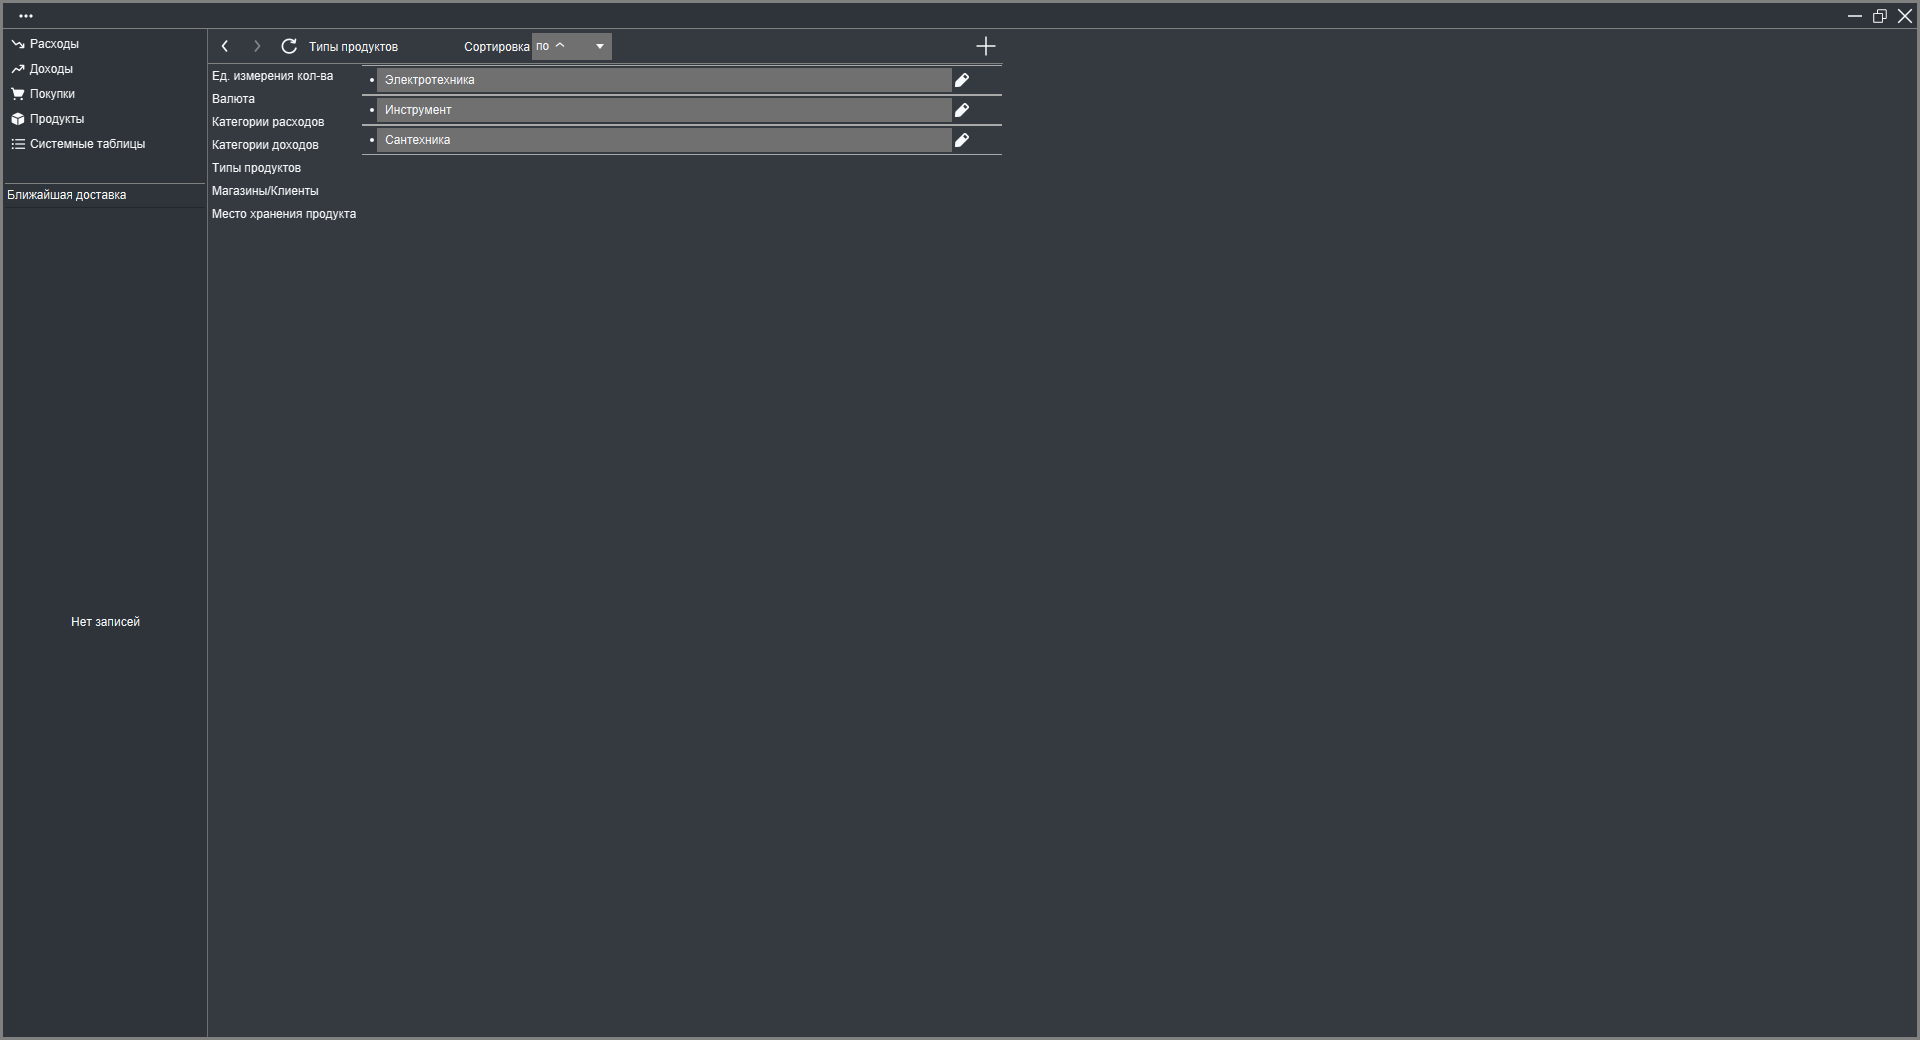 Расходы
Доходы
Покупки
Продукты
Системные таблицы
Ближайшая доставка
Нет записей
Типы продуктов
Сортировка по
Ед. измерения кол-ва
Валюта
Категории расходов
Категории доходов
Типы продуктов
Магазины/Клиенты
Место хранения продукта
Электротехника
Инструмент
Сантехника